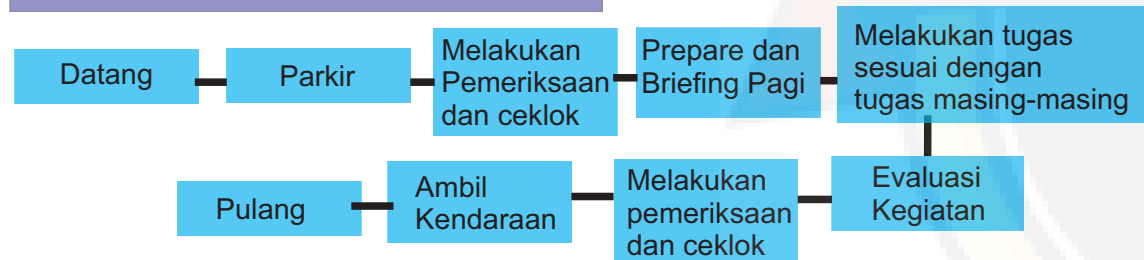 Datang
Parkir
Melakukan
Pemeriksaan
dan ceklok
Prepare dan
Briefing Pagi
Melakukan tugas
sesuai dengan
tugas masing-masing
Evaluasi
Kegiatan
Melakukan
pemeriksaan
dan ceklok
Ambil
Kendaraan
Pulang